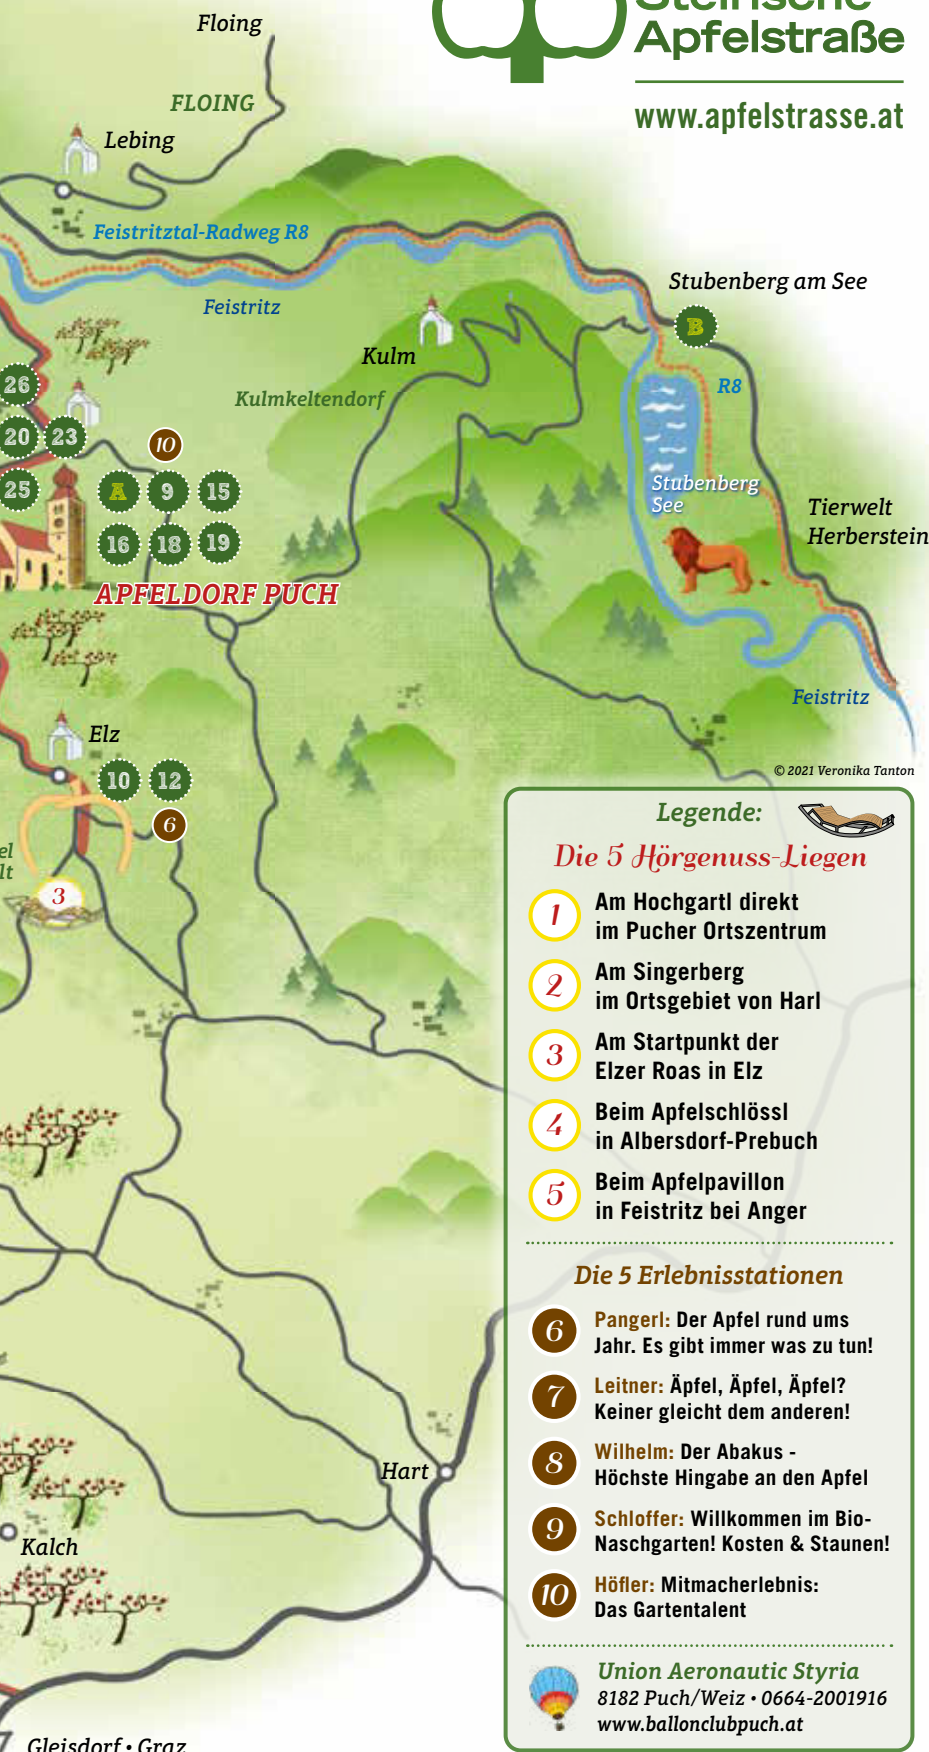 Steirische
Apfelstraße
www.apfelstrasse.at
Floing
FLOING
Lebing
Feistritztal-Radweg R8
Feistritz
Stubenberg am See
B
Kulm
Kulmkeltendorf
R8
26
20 23
10
25
A 9 15
16 18 19
Stubenberg
See
Tierwelt
Herberstein
APFELDORF PUCH
Feistritz
Elz
10 12
6
el
lt
3
© 2021 Veronika Tanton
Legende:
Die 5 Hörgenuss-Liegen
1 Am Hochgartl direkt
im Pucher Ortszentrum
2 Am Singerberg
im Ortsgebiet von Harl
3 Am Startpunkt der
Elzer Roas in Elz
4 Beim Apfelschlössl
in Albersdorf-Prebuch
5 Beim Apfelpavillon
in Feistritz bei Anger
Die 5 Erlebnisstationen
6 Pangerl: Der Apfel rund ums
Jahr. Es gibt immer was zu tun!
7 Leitner: Äpfel, Äpfel, Äpfel?
Keiner gleicht dem anderen!
8 Wilhelm: Der Abakus -
Höchste Hingabe an den Apfel
9 Schloffer: Willkommen im Bio-
Naschgarten! Kosten & Staunen!
10 Höfler: Mitmacherlebnis:
Das Gartentalent
Union Aeronautic Styria
8182 Puch/Weiz • 0664-2001916
www.ballonclubpuch.at
Hart
Kalch
Gleisdorf • Graz